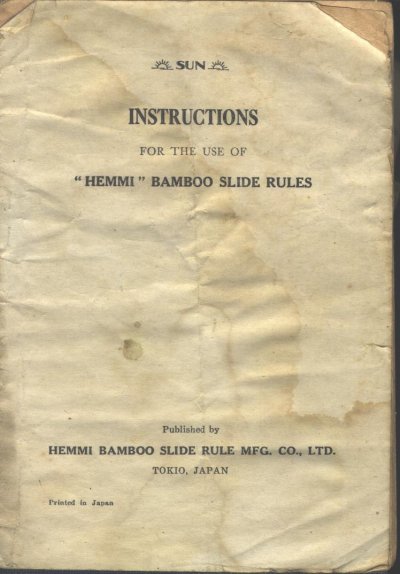 SUN
INSTRUCTIONS
FOR THE USE OF
"HEMMI" BAMBOO SLIDE RULES
Published by
HEMMI BAMBOO SLIDE RULE MFG. CO., LTD.
TOKIO, JAPAN
Printed in Japan